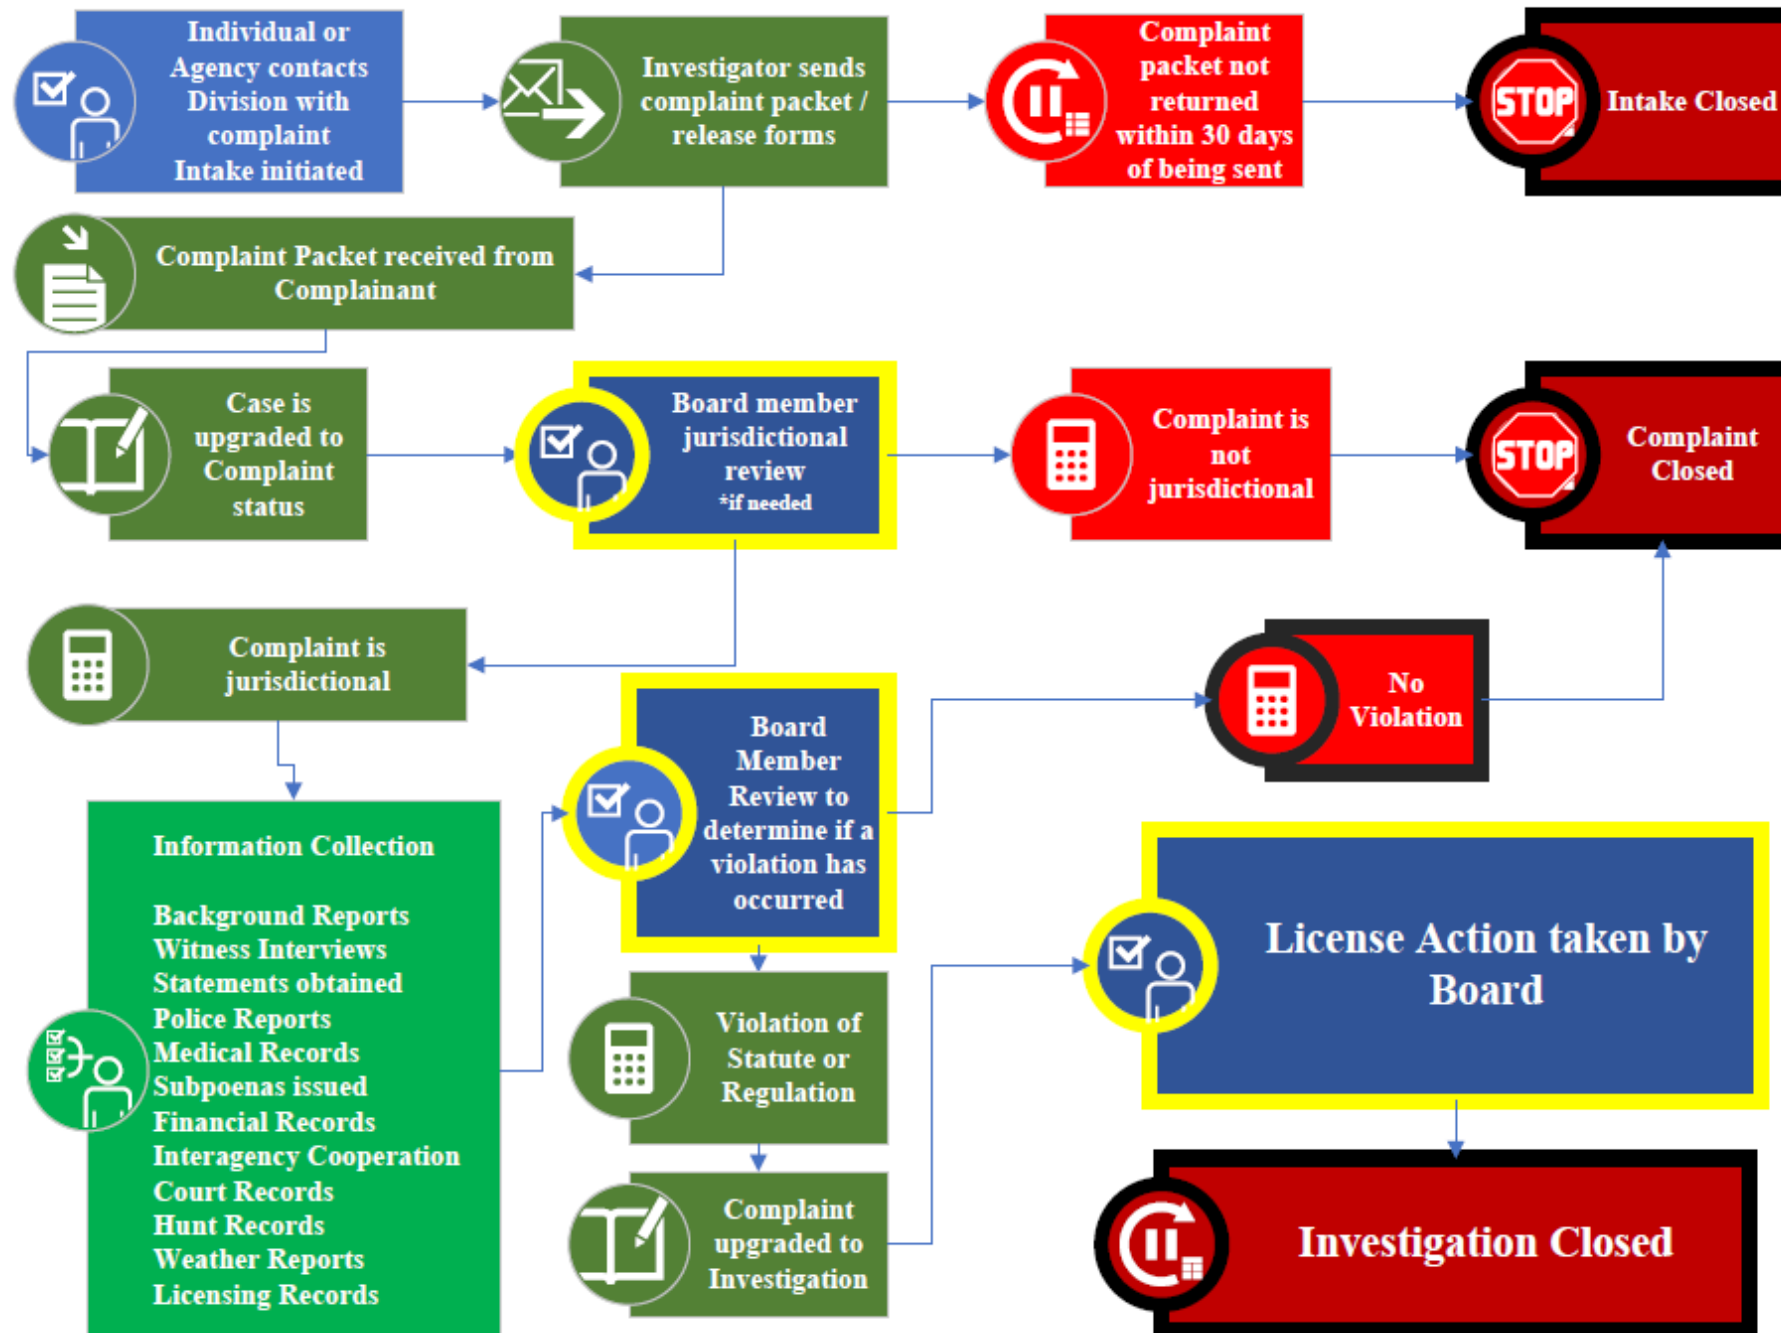 Individual or
Agency contacts
Division with
complaint
Intake initiated
Investigator sends
complaint packet /
release forms
Complaint
packet not
returned
within 30 days
of being sent
STOP
Intake Closed
Complaint Packet received from
Complainant
Case is
upgraded to
Complaint
status
Board member
jurisdictional
review
*if needed
Complaint is
not
jurisdictional
STOP
Complaint
Closed
Complaint is
jurisdictional
Board
Member
Review to
determine if a
violation has
occurred
No
Violation
Information Collection
Background Reports
Witness Interviews
Statements obtained
Police Reports
Medical Records
Subpoenas issued
Financial Records
Interagency Cooperation
Court Records
Hunt Records
Weather Reports
Licensing Records
Violation of
Statute or
Regulation
Complaint
upgraded to
Investigation
License Action taken by
Board
Investigation Closed